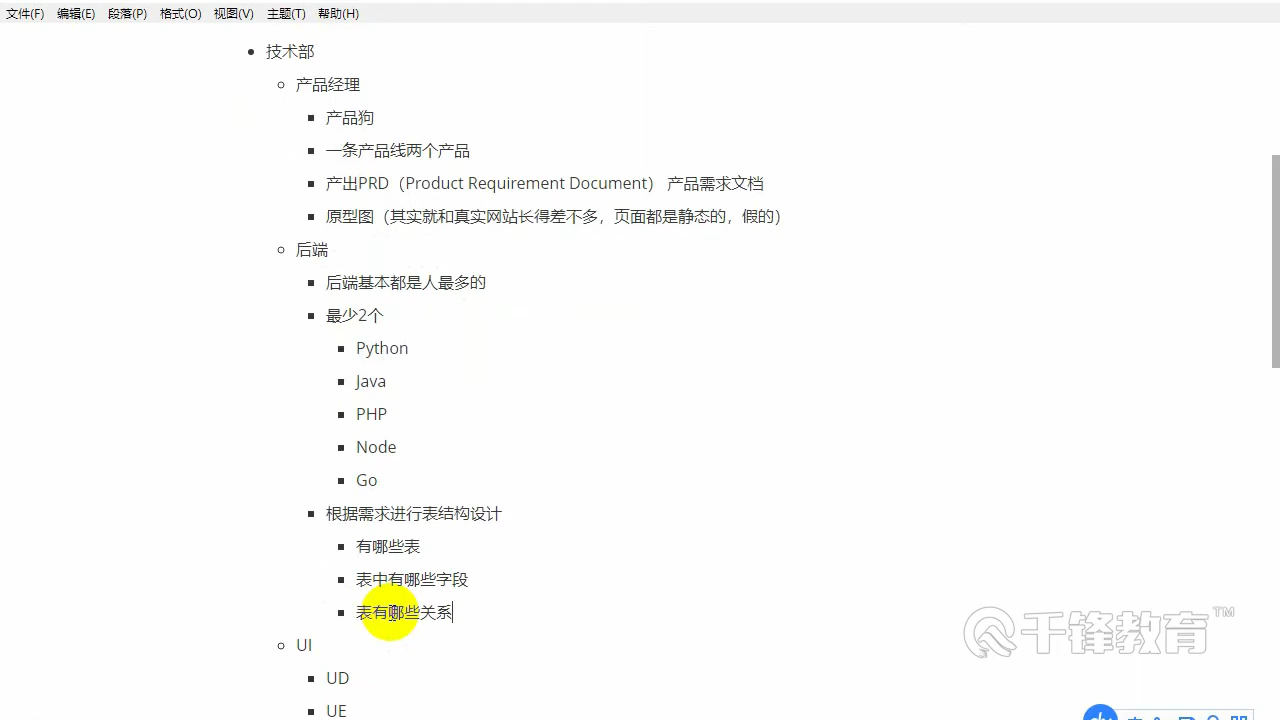 文件(F) 编辑(E) 段落(P) 格式(O) 视图(V) 主题(T) 帮助(H)
技术部
产品经理
产品狗
一条产品线两个产品
产出PRD（Product Requirement Document） 产品需求文档
原型图（其实就和真实网站长得差不多，页面都是静态的，假的）
后端
后端基本都是人最多的
最少2个
Python
Java
PHP
Node
Go
根据需求进行表结构设计
有哪些表
表中有哪些字段
表有哪些关系
千锋教育™
UI
UD
UE